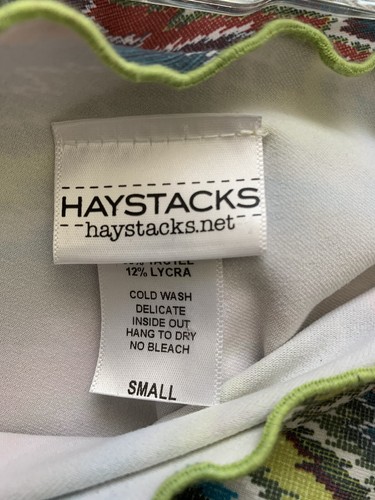 HAYSTACKS
haystacks.net
12% LYCRA
COLD WASH
DELICATE
INSIDE OUT
HANG TO DRY
NO BLEACH
SMALL